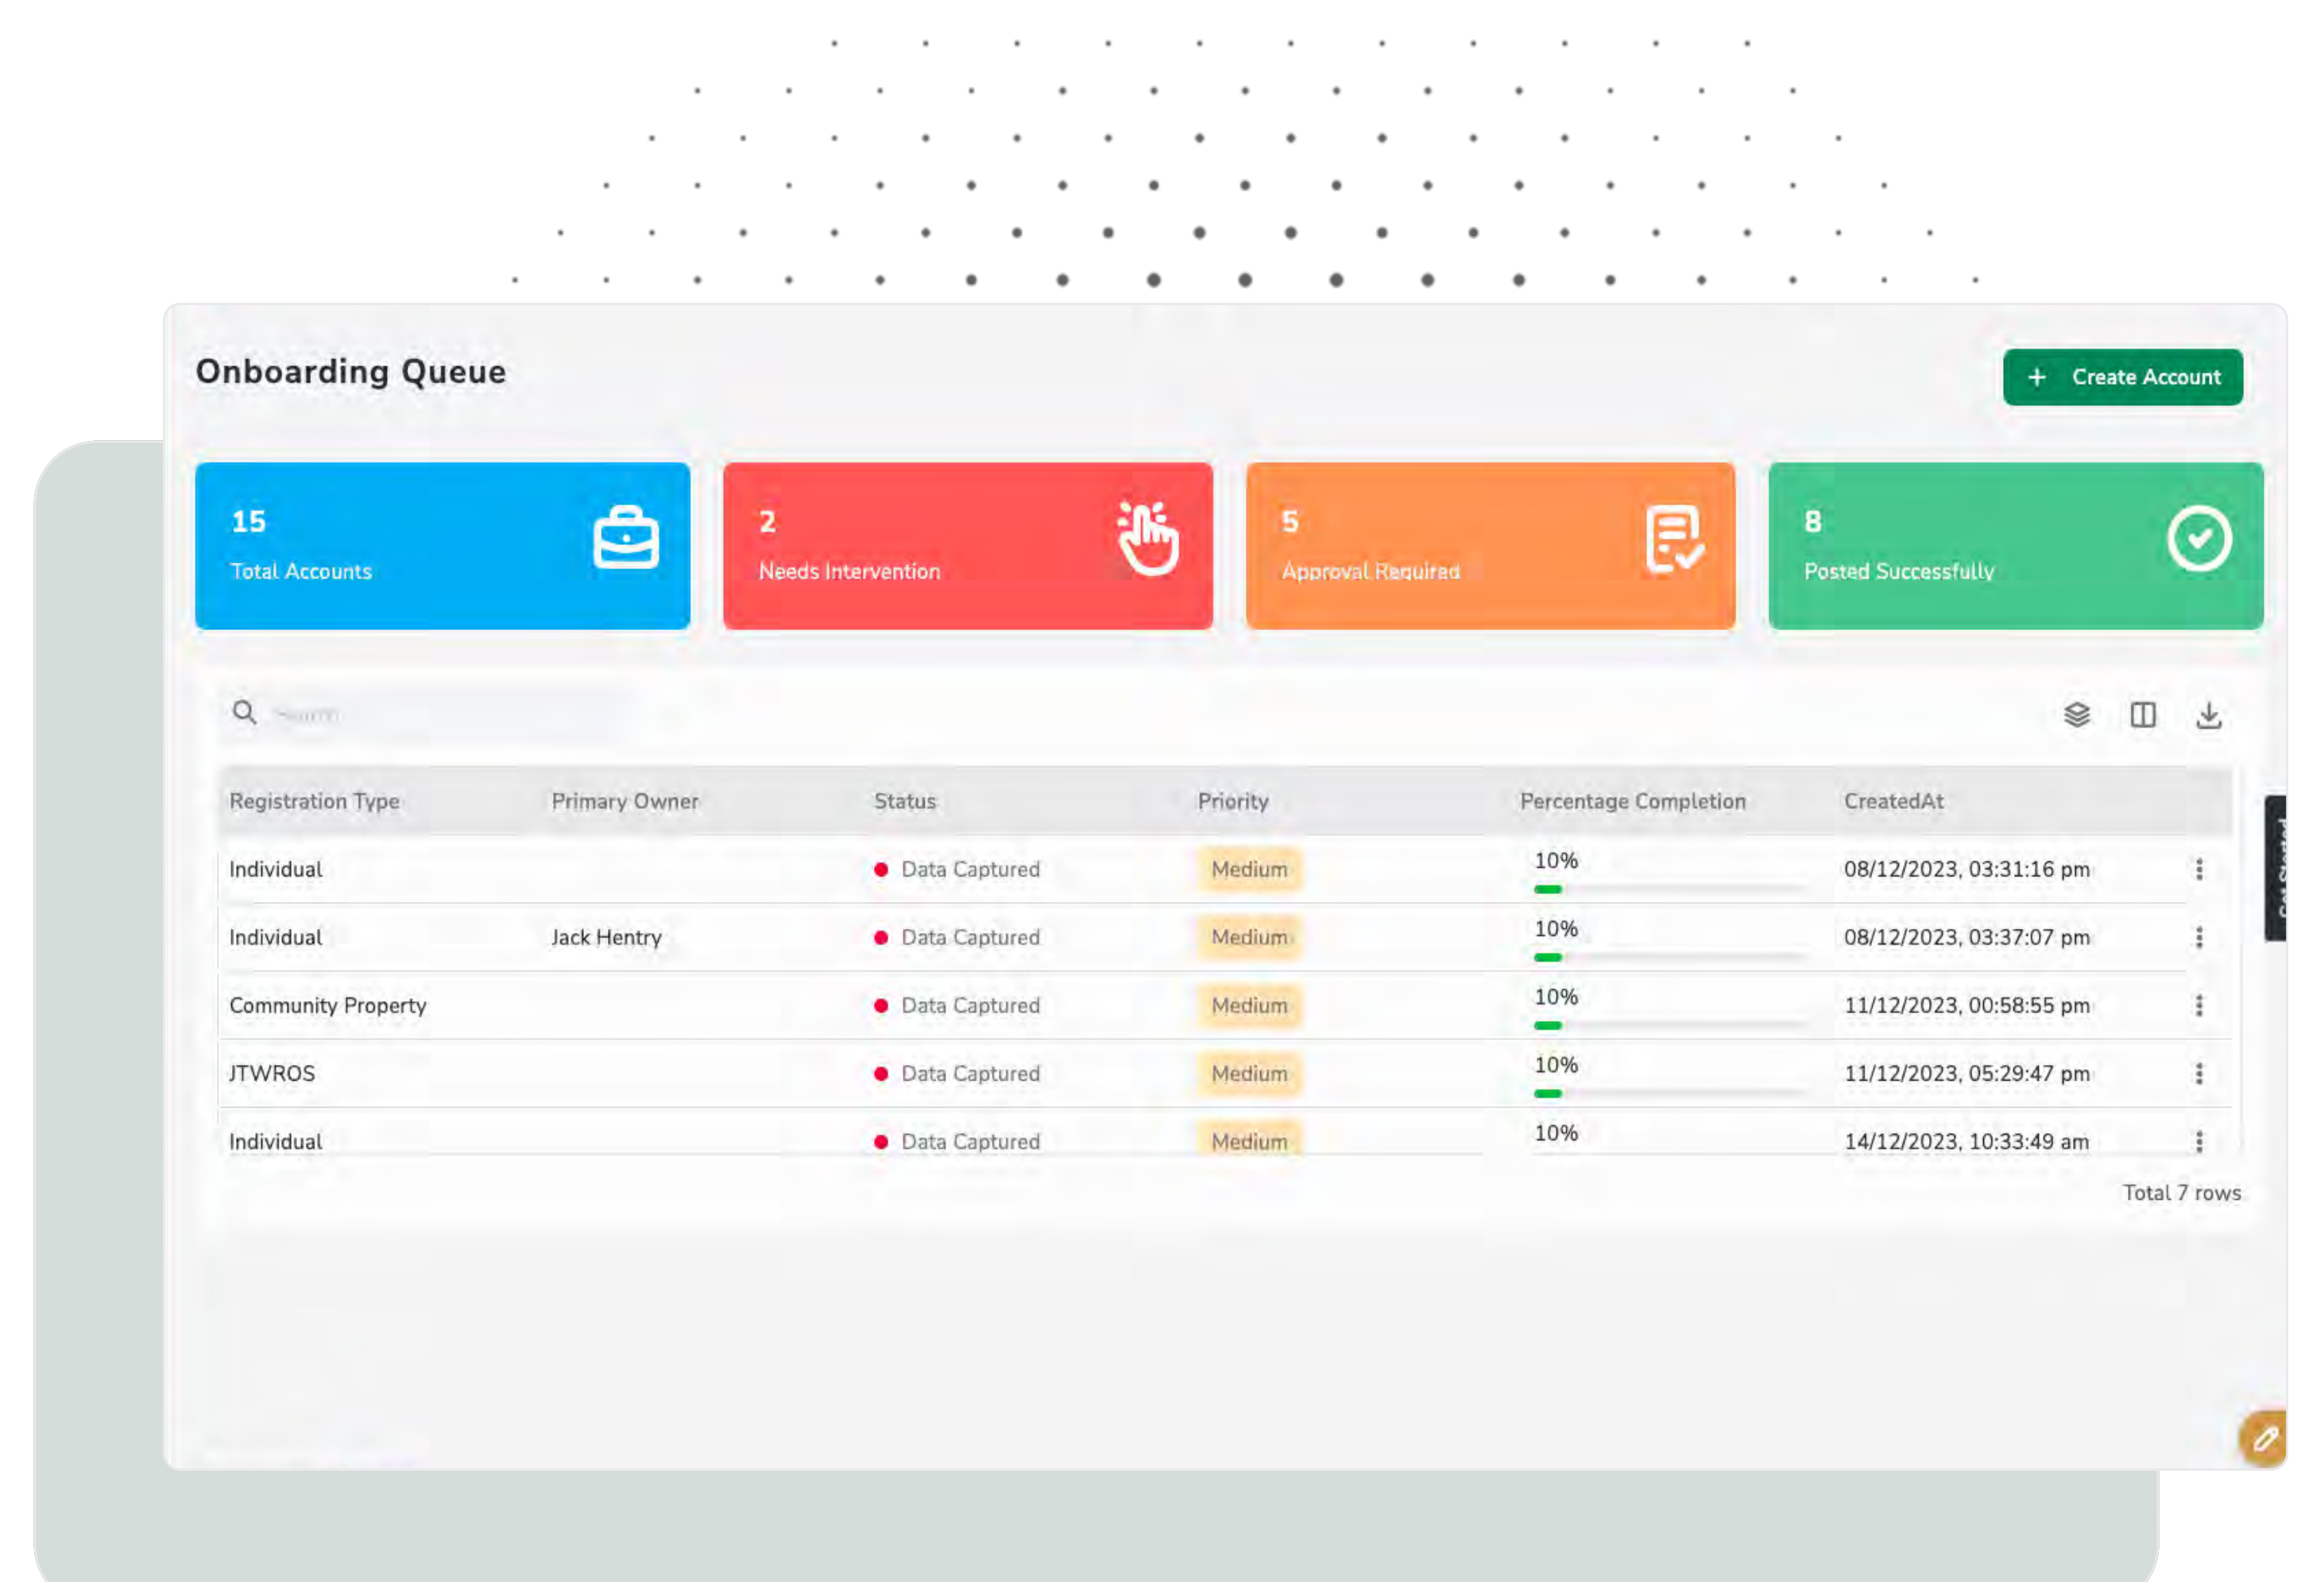 Onboarding Queue
+ Create Account
15
Total Accounts
2
Needs Intervention
5
Approval Required
8
Posted Successfully
Registration Type Primary Owner Status Priority Percentage Completion CreatedAt
Individual Data Captured Medium 10% 08/12/2023, 03:31:16 pm
Individual Jack Hentry Data Captured Medium 10% 08/12/2023, 03:37:07 pm
Community Property Data Captured Medium 10% 11/12/2023, 00:58:55 pm
JTWROS Data Captured Medium 10% 11/12/2023, 05:29:47 pm
Individual Data Captured Medium 10% 14/12/2023, 10:33:49 am
Total 7 rows